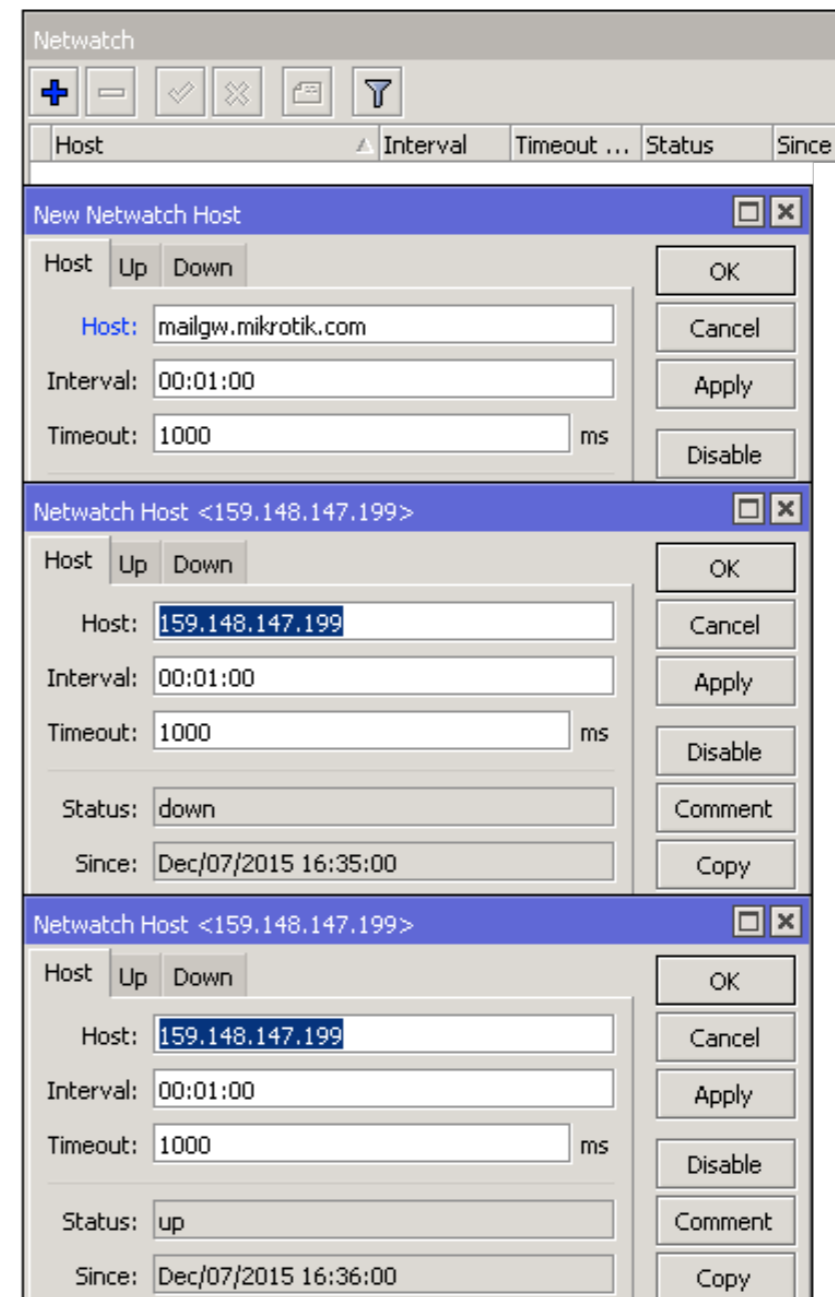 Netwatch
Host Interval Timeout ... Status Since
New Netwatch Host
Host Up Down
OK
Host: mailgw.mikrotik.com
Cancel
Interval: 00:01:00
Apply
Timeout: 1000 ms
Disable
Netwatch Host <159.148.147.199>
Host Up Down
OK
Host: 159.148.147.199
Cancel
Interval: 00:01:00
Apply
Timeout: 1000 ms
Disable
Status: down
Comment
Since: Dec/07/2015 16:35:00
Copy
Netwatch Host <159.148.147.199>
Host Up Down
OK
Host: 159.148.147.199
Cancel
Interval: 00:01:00
Apply
Timeout: 1000 ms
Disable
Status: up
Comment
Since: Dec/07/2015 16:36:00
Copy